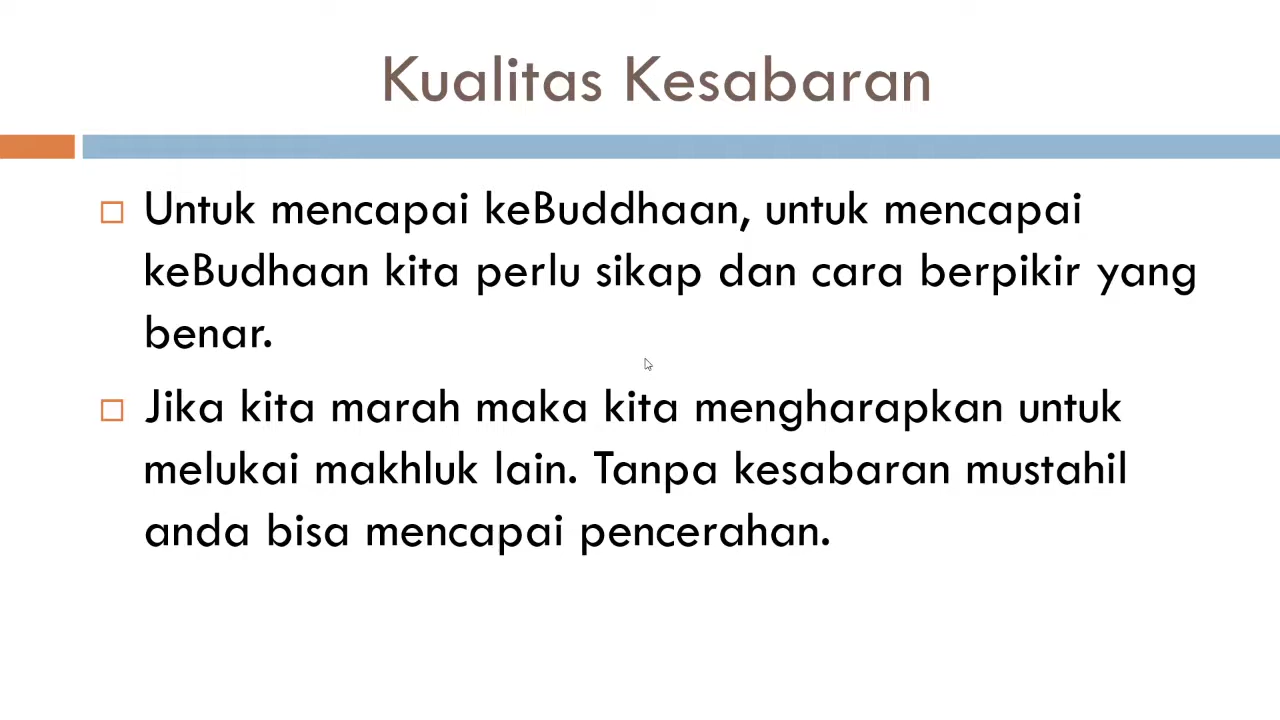 Kualitas Kesabaran
Untuk mencapai keBuddhaan, untuk mencapai
keBudhaan kita perlu sikap dan cara berpikir yang
benar.
Jika kita marah maka kita mengharapkan untuk
melukai makhluk lain. Tanpa kesabaran mustahil
anda bisa mencapai pencerahan.